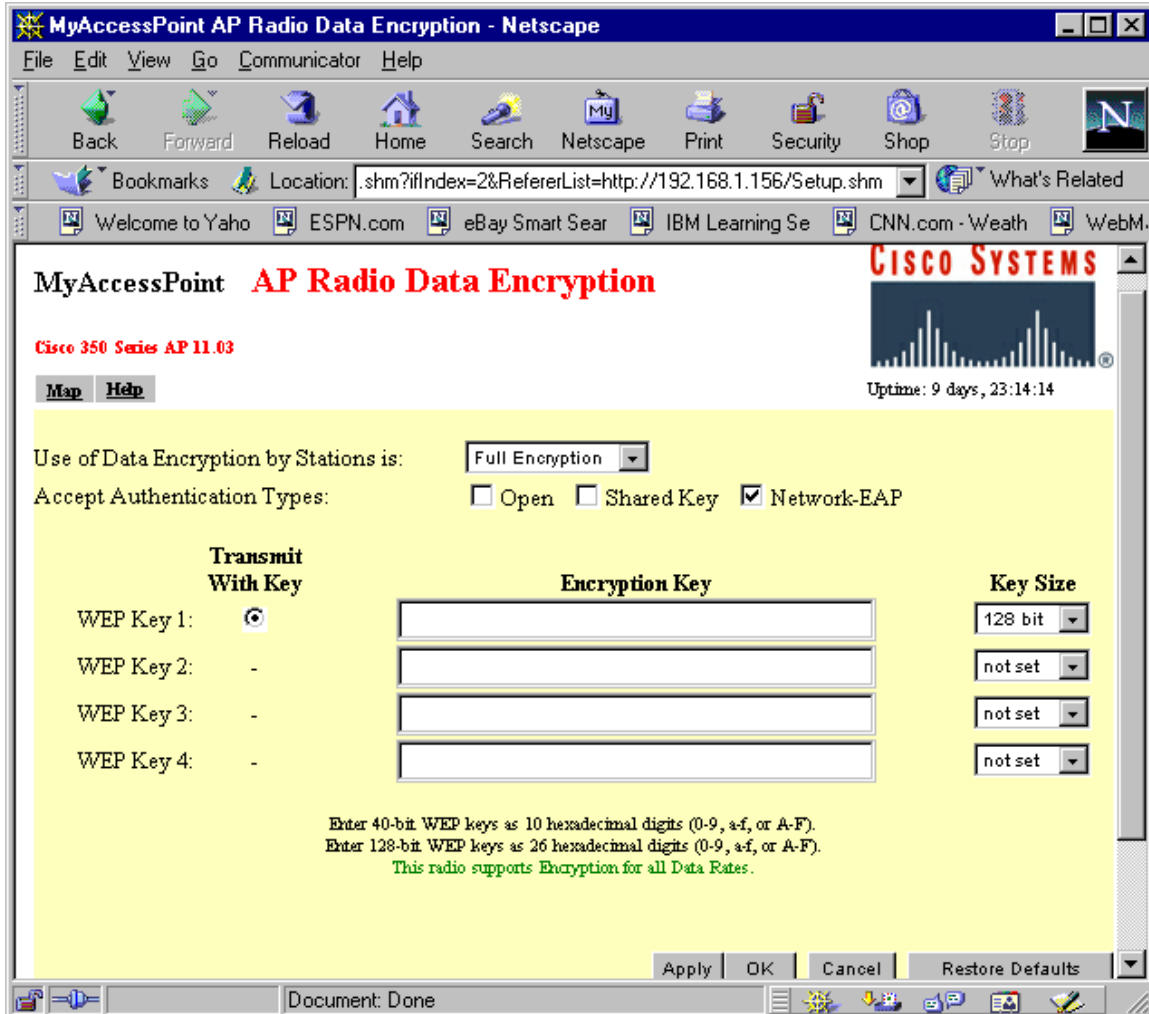 MyAccessPoint AP Radio Data Encryption - Netscape
File Edit View Go Communicator Help
Back Forward Reload Home Search Netscape Print Security Shop Stop
My
N
Bookmarks Location: .shm?ifIndex=2&RefererList=http://192.168.1.156/Setup.shm What's Related
Welcome to Yaho ESPN.com eBay Smart Sear IBM Learning Se CNN.com - Weath WebM
CISCO SYSTEMS
MyAccessPoint AP Radio Data Encryption
Cisco 350 Series AP 11.03
®
Map Help
Uptime: 9 days, 23:14:14
Use of Data Encryption by Stations is: Full Encryption
Accept Authentication Types: Open Shared Key Network-EAP
Transmit
With Key Encryption Key Key Size
WEP Key 1: 128 bit
WEP Key 2: - not set
WEP Key 3: - not set
WEP Key 4: - not set
Enter 40-bit WEP keys as 10 hexadecimal digits (0-9, a-f, or A-F).
Enter 128-bit WEP keys as 26 hexadecimal digits (0-9, a-f, or A-F).
This radio supports Encryption for all Data Rates.
Apply OK Cancel Restore Defaults
Document: Done